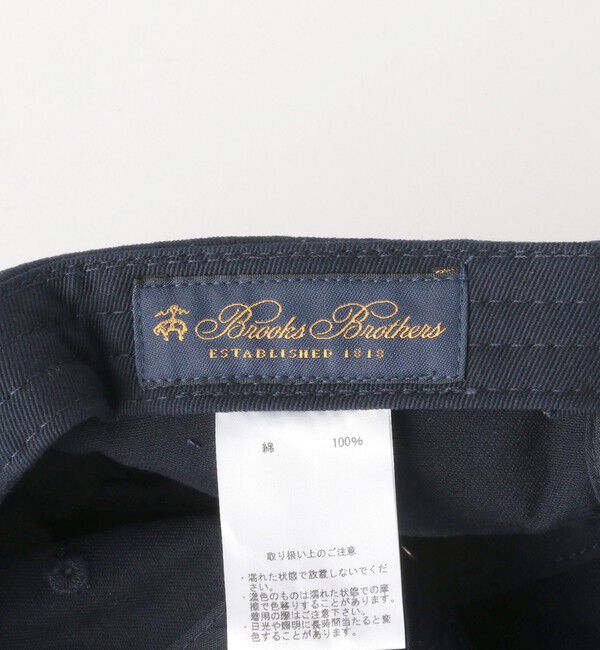 Brooks Brothers
ESTABLISHED 1818
綿 100%
取り扱い上のご注意
・濡れた状態で放置しないでくだ
さい。
・濃色のものは濡れた状態での摩
擦で色移りすることがあります。
着用の際はご注意下さい。
・日光や照明に長時間当たると変
色することがあります。